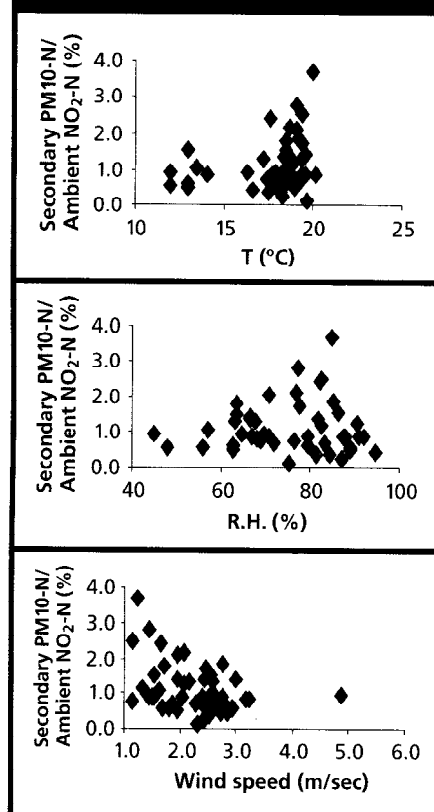 Secondary PM10-N/
Ambient NO₂-N (%)
4.0
3.0
2.0
1.0
0.0
10 15 20 25
T (ºC)
Secondary PM10-N/
Ambient NO₂-N (%)
4.0
3.0
2.0
1.0
0.0
40 60 80 100
R.H. (%)
Secondary PM10-N/
Ambient NO₂-N (%)
4.0
3.0
2.0
1.0
0.0
1.0 2.0 3.0 4.0 5.0 6.0
Wind speed (m/sec)